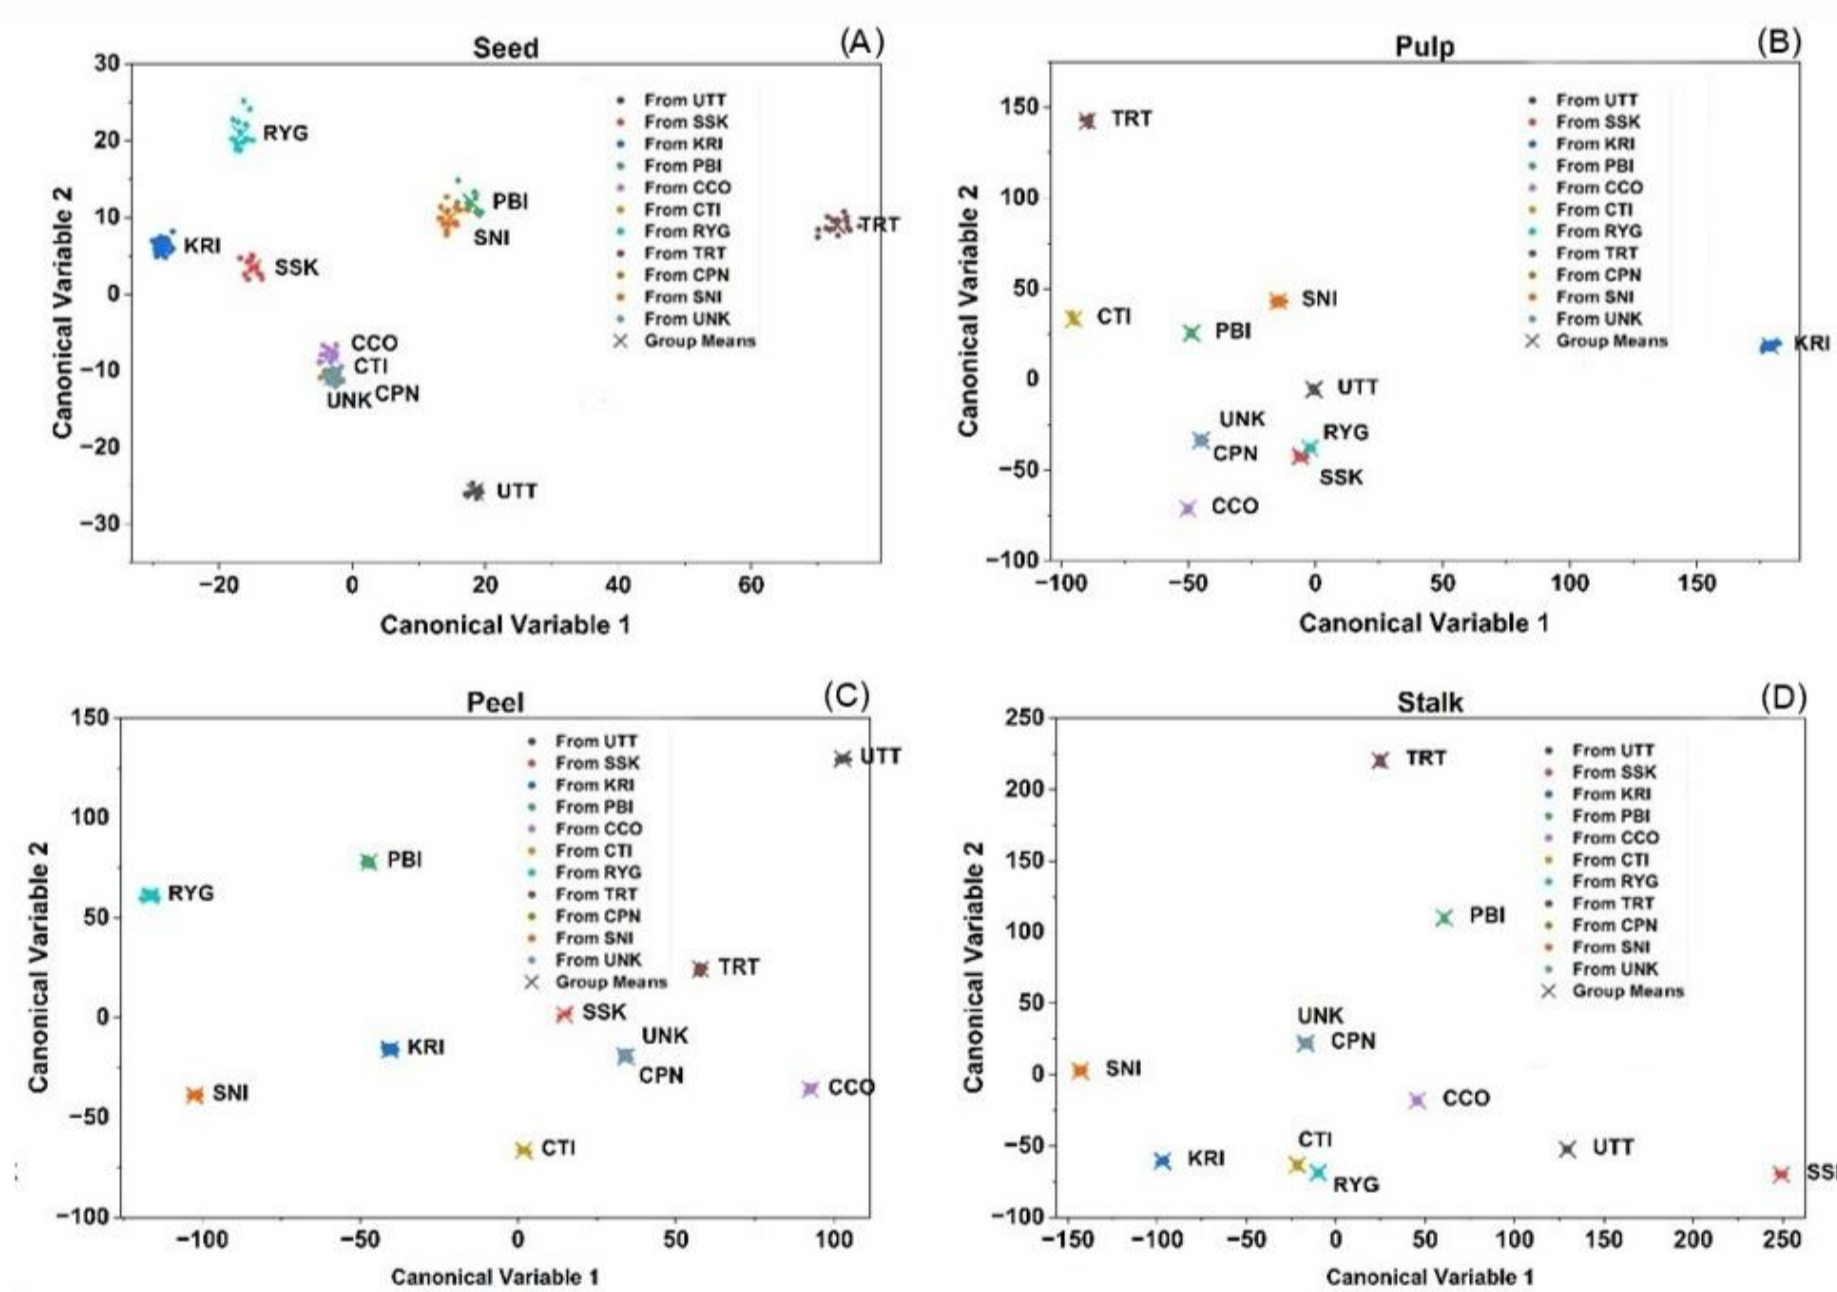 Seed
(A)
30
20
10
0
−10
−20
−30
Canonical Variable 2
RYG
KRI
SSK
PBI
SNI
TRT
CCO
CTI
UNK
CPN
UTT
From UTT
From SSK
From KRI
From PBI
From CCO
From CTI
From RYG
From TRT
From CPN
From SNI
From UNK
Group Means
−20 0 20 40 60
Canonical Variable 1
Pulp
(B)
150
100
50
0
−50
−100
Canonical Variable 2
TRT
SNI
CTI
PBI
KRI
UTT
UNK
RYG
CPN
SSK
CCO
From UTT
From SSK
From KRI
From PBI
From CCO
From CTI
From RYG
From TRT
From CPN
From SNI
From UNK
Group Means
−100 −50 0 50 100 150
Canonical Variable 1
Peel
(C)
150
100
50
0
−50
−100
Canonical Variable 2
UTT
PBI
RYG
TRT
SSK
UNK
KRI
CPN
CCO
SNI
CTI
From UTT
From SSK
From KRI
From PBI
From CCO
From CTI
From RYG
From TRT
From CPN
From SNI
From UNK
Group Means
−100 −50 0 50 100
Canonical Variable 1
Stalk
(D)
250
200
150
100
50
0
−50
−100
Canonical Variable 2
TRT
PBI
UNK
CPN
SNI
CCO
CTI
UTT
KRI
SS
RYG
From UTT
From SSK
From KRI
From PBI
From CCO
From CTI
From RYG
From TRT
From CPN
From SNI
From UNK
Group Means
−150 −100 −50 0 50 100 150 200 250
Canonical Variable 1